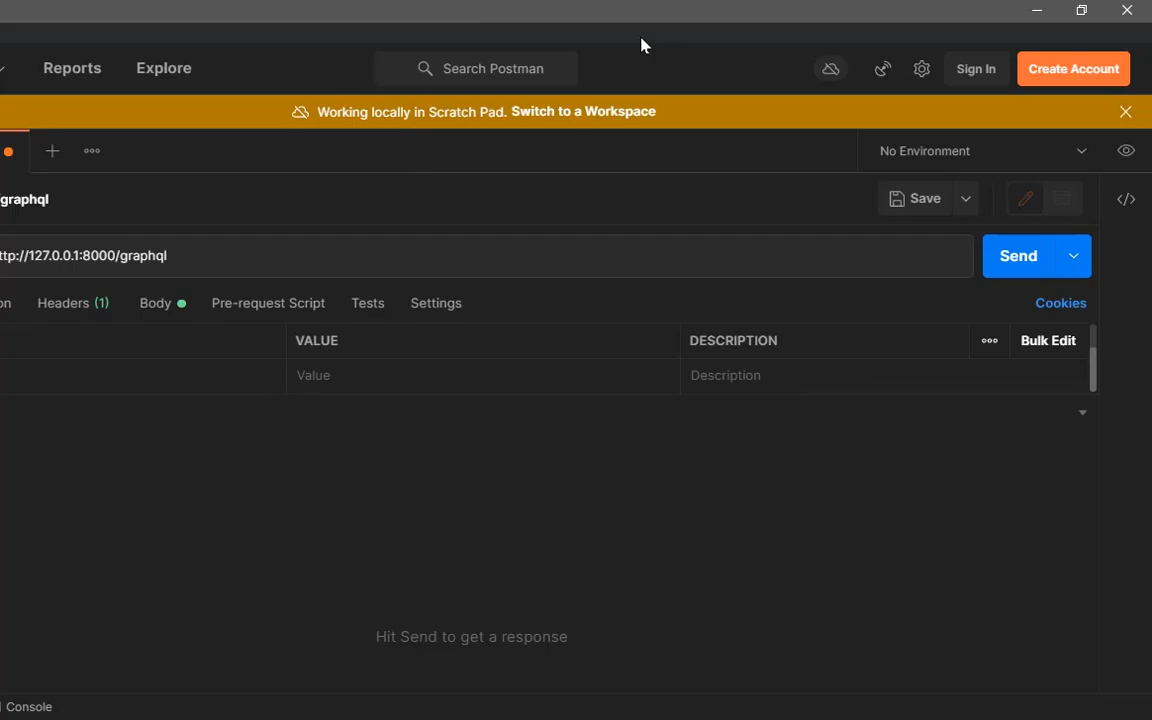 Reports Explore Search Postman Sign In Create Account
Working locally in Scratch Pad. Switch to a Workspace
No Environment
graphql Save
ttp://127.0.0.1:8000/graphql Send
on Headers (1) Body Pre-request Script Tests Settings Cookies
VALUE DESCRIPTION Bulk Edit
Value Description
Hit Send to get a response
Console